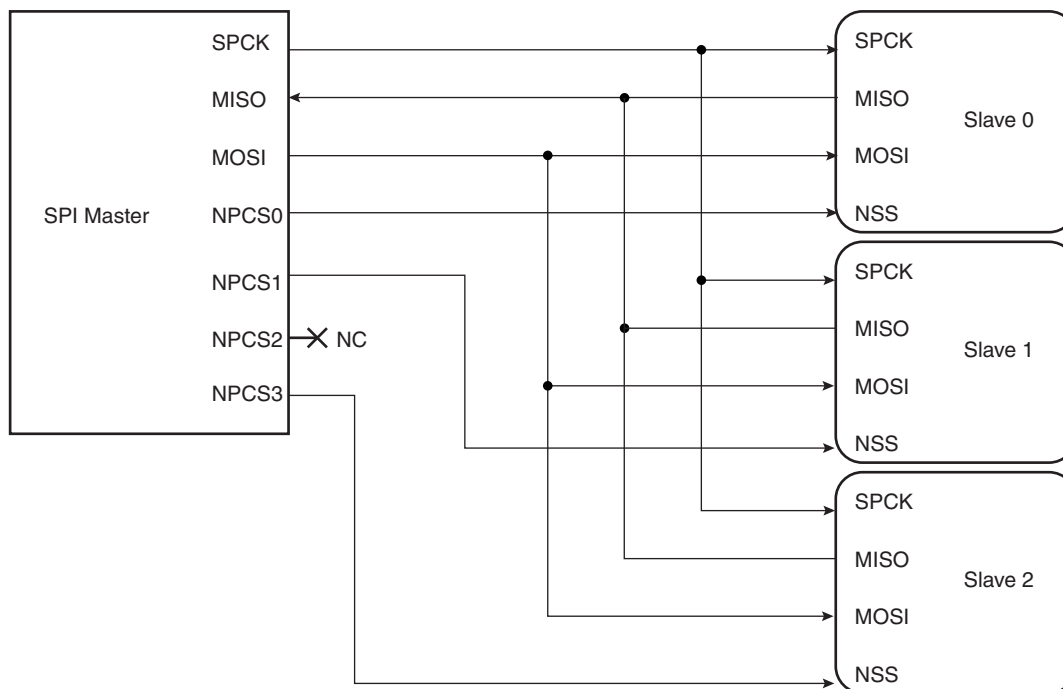 SPI Master
SPCK
MISO
MOSI
NPCS0
NPCS1
NPCS2
NC
NPCS3
SPCK
MISO
Slave 0
MOSI
NSS
SPCK
MISO
Slave 1
MOSI
NSS
SPCK
MISO
Slave 2
MOSI
NSS